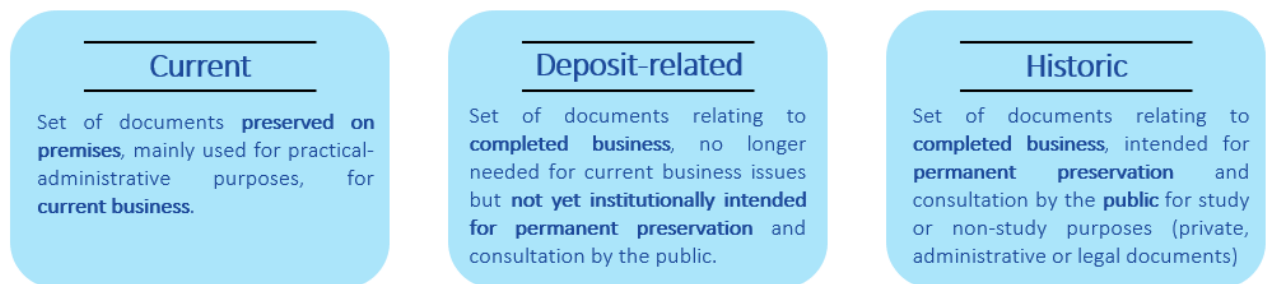 Current
Set of documents preserved on
premises, mainly used for practical-
administrative purposes, for
current business.
Deposit-related
Set of documents relating to
completed business, no longer
needed for current business issues
but not yet institutionally intended
for permanent preservation and
consultation by the public.
Historic
Set of documents relating to
completed business, intended for
permanent preservation and
consultation by the public for study
or non-study purposes (private,
administrative or legal documents)